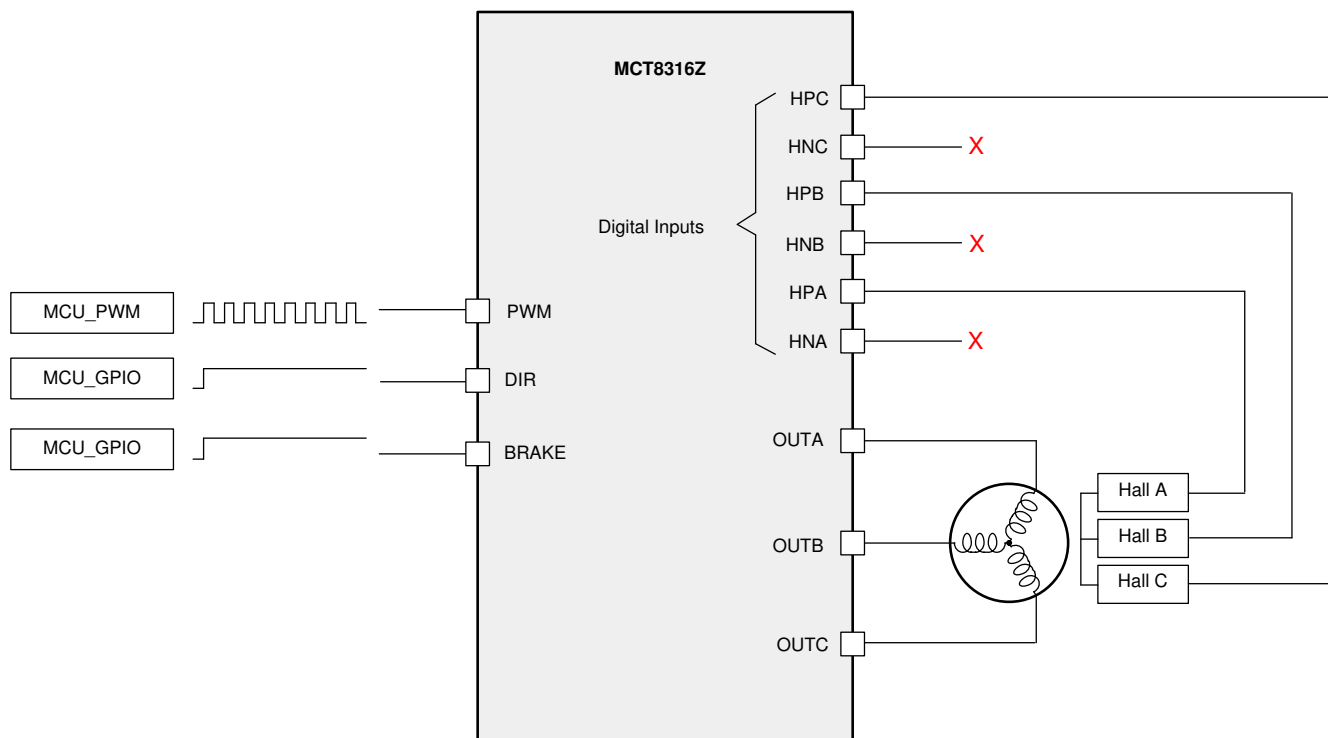 MCT8316Z
HPC
HNC
X
HPB
Digital Inputs
HNB
X
HPA
MCU_PWM
PWM
HNA
X
MCU_GPIO
DIR
OUTA
MCU_GPIO
BRAKE
Hall A
Hall B
OUTB
Hall C
OUTC